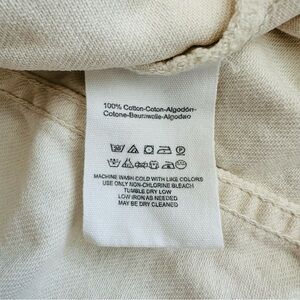 100% Cotton-Coton-Algodón-
Cotone-Baumwolle-Algodao
MACHINE WASH COLD WITH LIKE COLORS
USE ONLY NON-CHLORINE BLEACH
TUMBLE DRY LOW
LOW IRON AS NEEDED
MAY BE DRY CLEANED